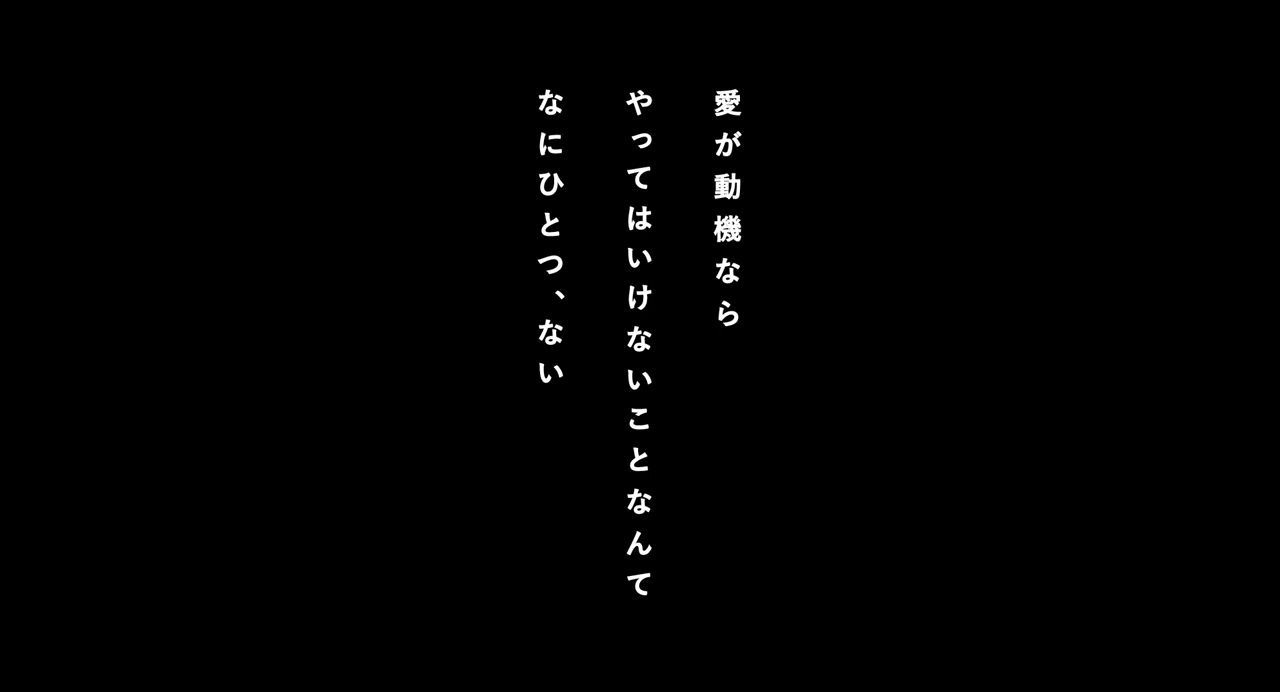 愛が動機なら
やってはいけないことなんて
なにひとつ、ない